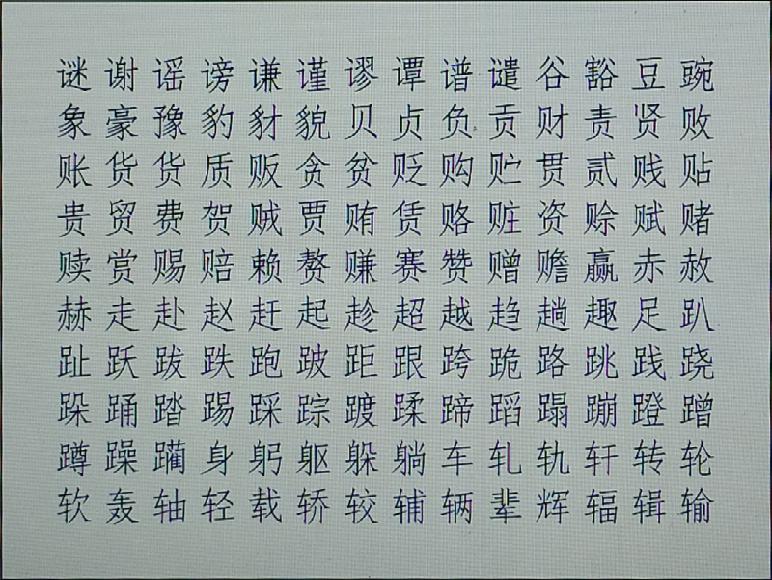 谜谢谣谤谦谨谬谭谱谴谷豁豆豌
象豪豫豹豺貌贝贞负贡财责贤败
账货货质贩贪贫贬购贮贯贰贱贴
贵贸费贺贼贾贿赁赂赃资赊赋赌
赎赏赐赔赖赘赚赛赞赠赡赢赤赦
赫走赴赵赶起趁超越趋趟趣足趴
趾跃跋跌跑跛距跟跨跪路跳践跷
跺踊踏踢踩踪踱蹂蹄蹈蹋蹦蹬蹭
蹲躁躏身躬躯躲躺车轧轨轩转轮
软轰轴轻载轿较辅辆辈辉辐辑输